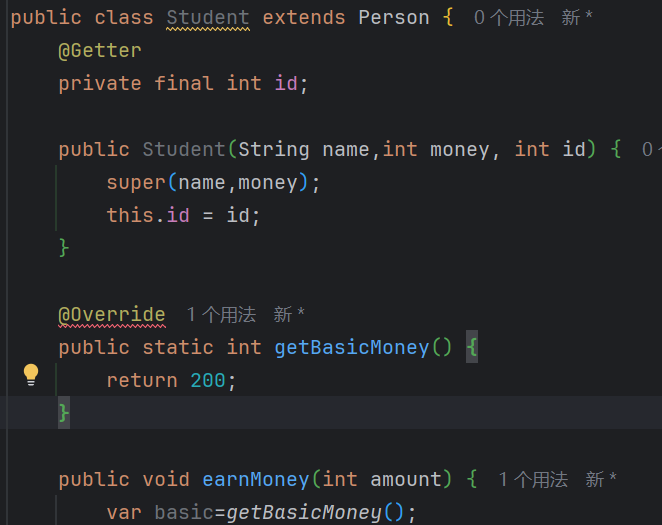 public class Student extends Person {  0 个用法  新 *
@Getter
private final int id;
public Student(String name,int money, int id) {  0
super(name,money);
this.id = id;
}
@Override  1 个用法  新 *
public static int getBasicMoney() {
return 200;
}
public void earnMoney(int amount) {  1 个用法  新 *
var basic=getBasicMoney();